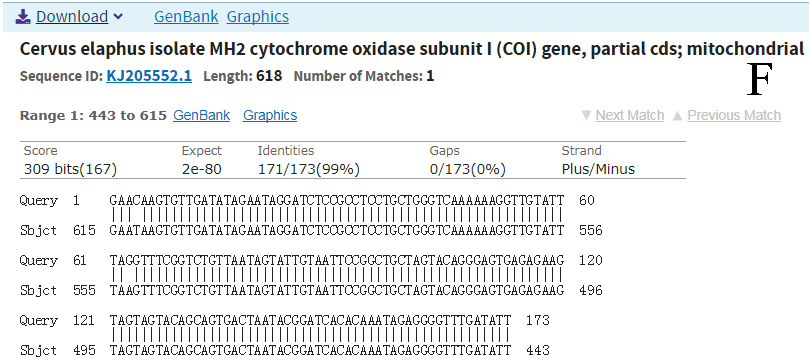 Download GenBank Graphics
Cervus elaphus isolate MH2 cytochrome oxidase subunit I (COI) gene, partial cds; mitochondrial
Sequence ID: KJ205552.1 Length: 618 Number of Matches: 1
F
Range 1: 443 to 615 GenBank Graphics Next Match Previous Match
Score Expect Identities Gaps Strand
309 bits(167) 2e-80 171/173(99%) 0/173(0%) Plus/Minus
Query 1 GAACAAGTGTTGATATAGAATAGGATCTCCGCCTCCTGCTGGGTCAAAAAAGGTTGTATT 60
Sbjct 615 GAATAAGTGTTGATATAGAATAGGATCTCCGCCTCCTGCTGGGTCAAAAAAGGTTGTATT 556
Query 61 TAGGTTTCGGTCTGTTAATAGTATTGTAATTCCGGCTGCTAGTACAGGGAGTGAGAGAAG 120
Sbjct 555 TAAGTTTCGGTCTGTTAATAGTATTGTAATTCCGGCTGCTAGTACAGGGAGTGAGAGAAG 496
Query 121 TAGTAGTACAGCAGTGACTAATACGGATCACACAAATAGAGGGGTTTGATATT 173
Sbjct 495 TAGTAGTACAGCAGTGACTAATACGGATCACACAAATAGAGGGGTTTGATATT 443